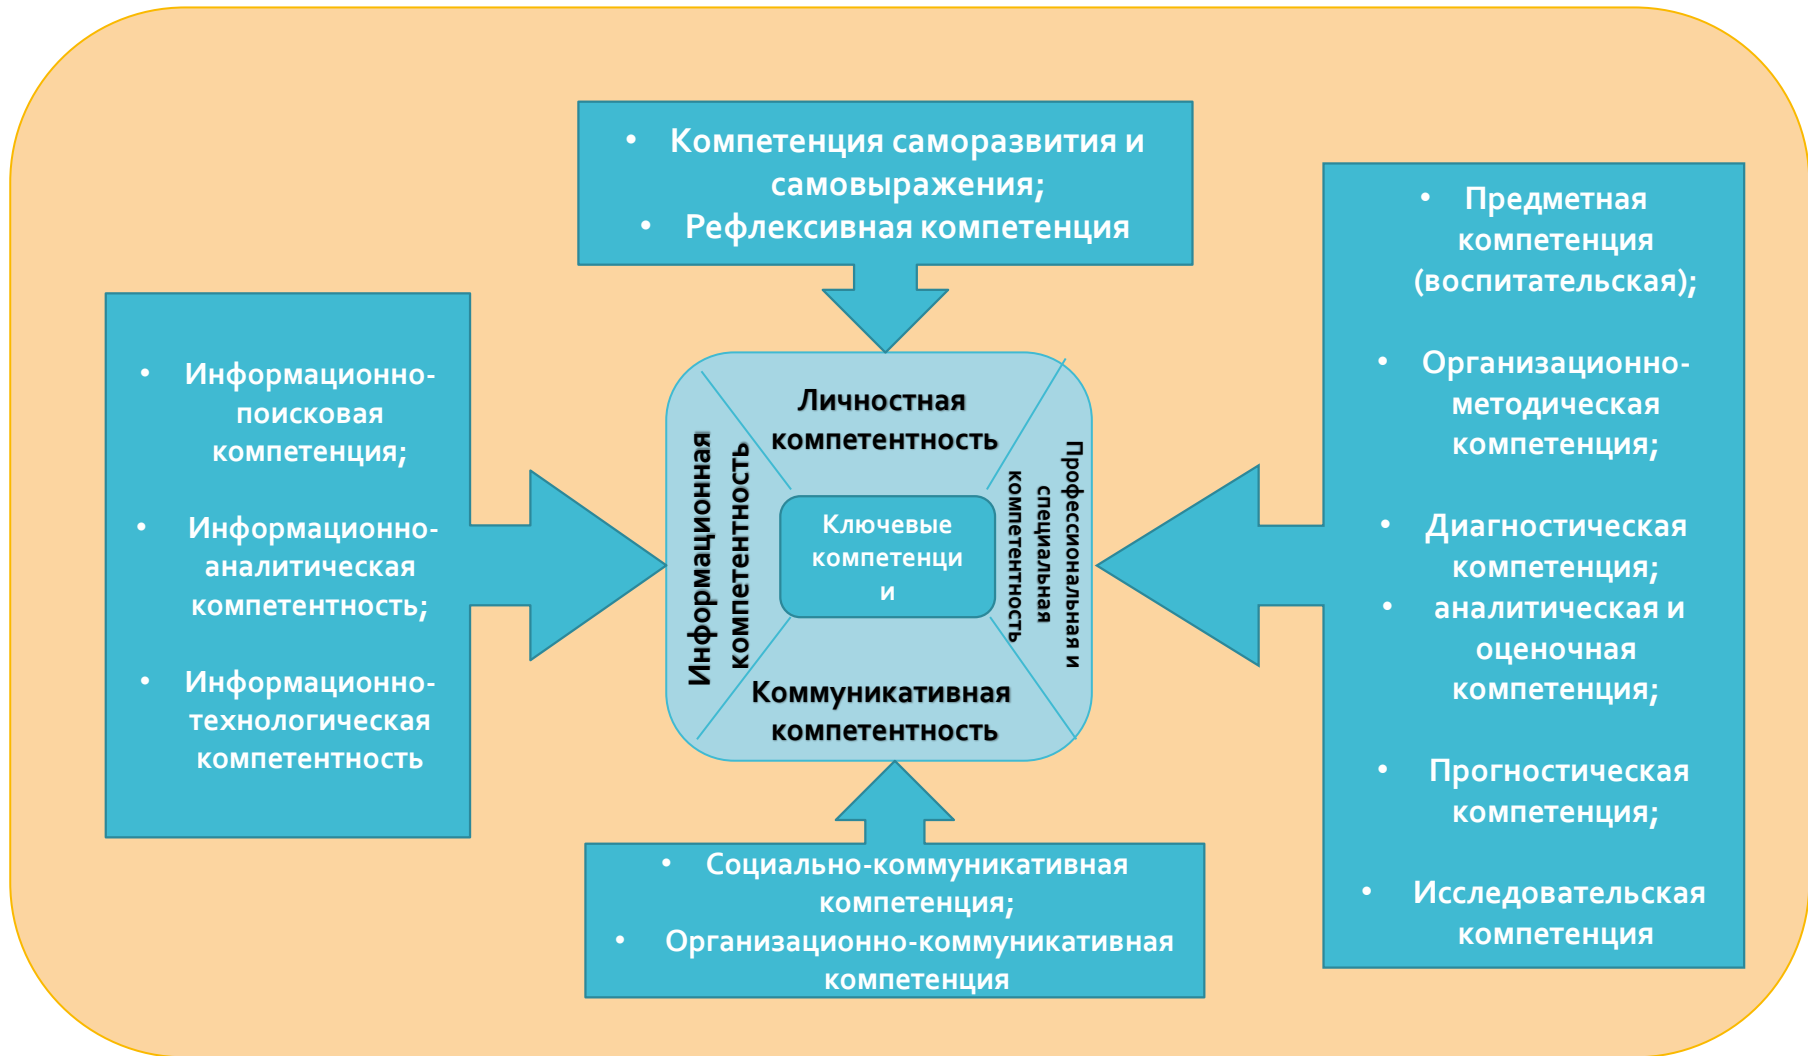 • Компетенция саморазвития и
самовыражения;
• Рефлексивная компетенция
• Информационно-
поисковая
компетенция;
• Информационно-
аналитическая
компетентность;
• Информационно-
технологическая
компетентность
Личностная
компетентность
Информационная
компетентность
Ключевые
компетенци
и
Профессиональная и
специальная
компетентность
Коммуникативная
компетентность
• Предметная
компетенция
(воспитательская);
• Организационно-
методическая
компетенция;
• Диагностическая
компетенция;
• аналитическая и
оценочная
компетенция;
• Прогностическая
компетенция;
• Исследовательская
компетенция
• Социально-коммуникативная
компетенция;
• Организационно-коммуникативная
компетенция